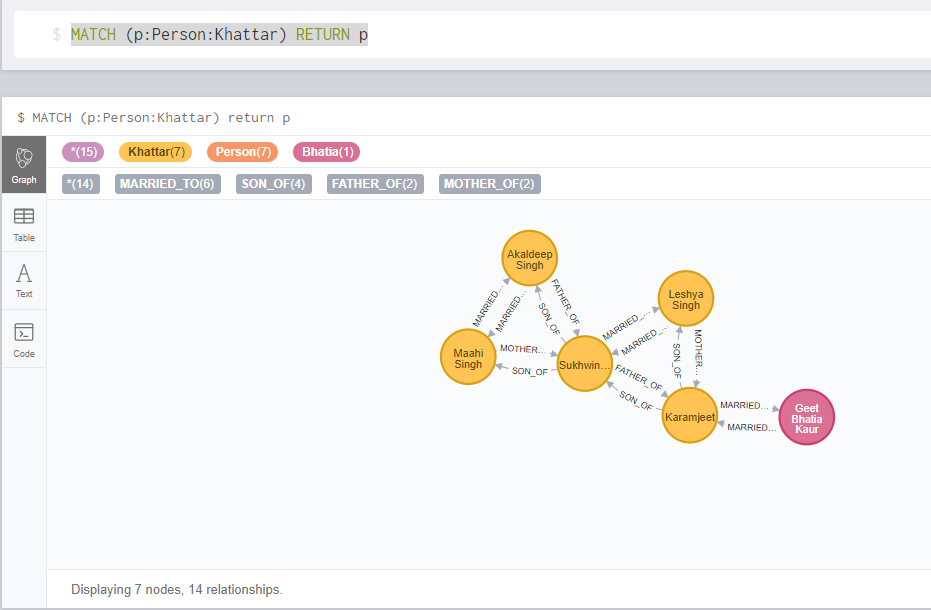 $ MATCH (p:Person:Khattar) RETURN p
$ MATCH (p:Person:Khattar) return p
*(15) Khattar(7) Person(7) Bhatia(1)
*(14) MARRIED_TO(6) SON_OF(4) FATHER_OF(2) MOTHER_OF(2)
Graph
Table
Text
Code
Akaldeep
Singh
MARRIED...
MARRIED...
FATHER_OF
SON_OF
Leshya
Singh
MARRIED_...
MARRIED_...
Maahi
Singh
MOTHER...
SON_OF
Sukhwin...
FATHER_OF
SON_OF
SON_OF
MOTHER...
Karamjeet
MARRIED...
MARRIED...
Geet
Bhatia
Kaur
Displaying 7 nodes, 14 relationships.